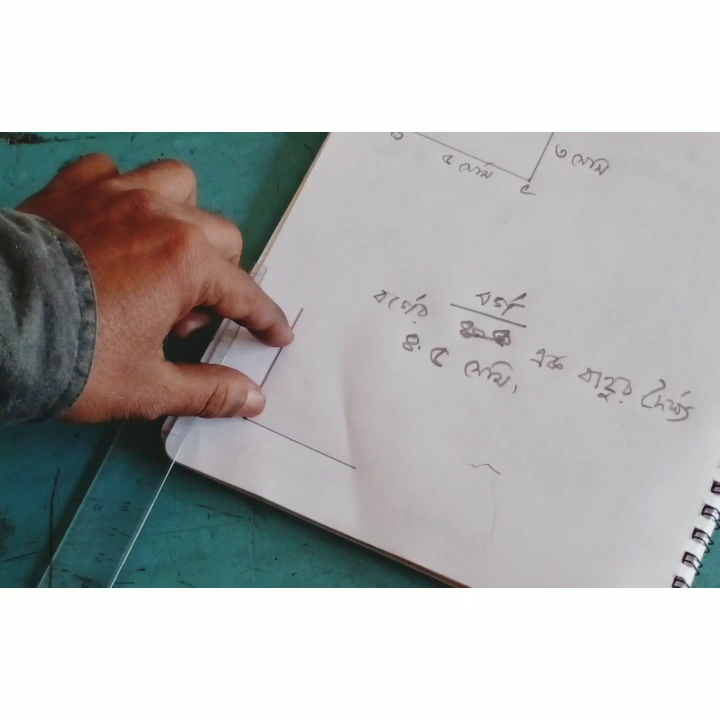 ৫ সেমি ৩ সেমি
C
বর্গ
বর্গের এক বাহুর দৈর্ঘ্য
৪.৫ সেমি,